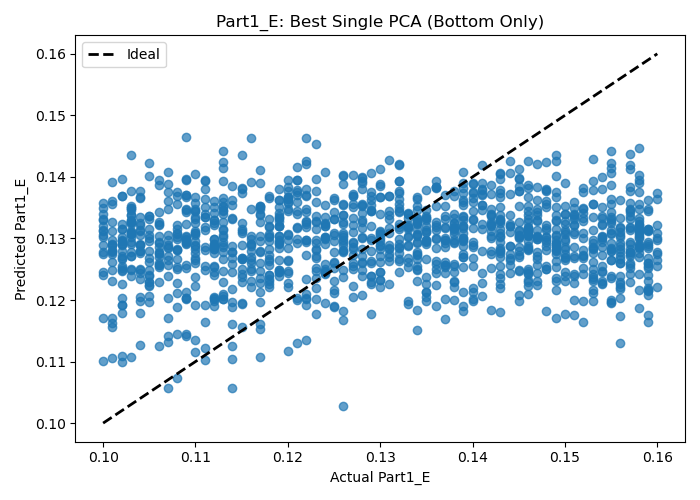 Part1_E: Best Single PCA (Bottom Only)
Ideal
Predicted Part1_E
0.16
0.15
0.14
0.13
0.12
0.11
0.10
0.10 0.11 0.12 0.13 0.14 0.15 0.16
Actual Part1_E